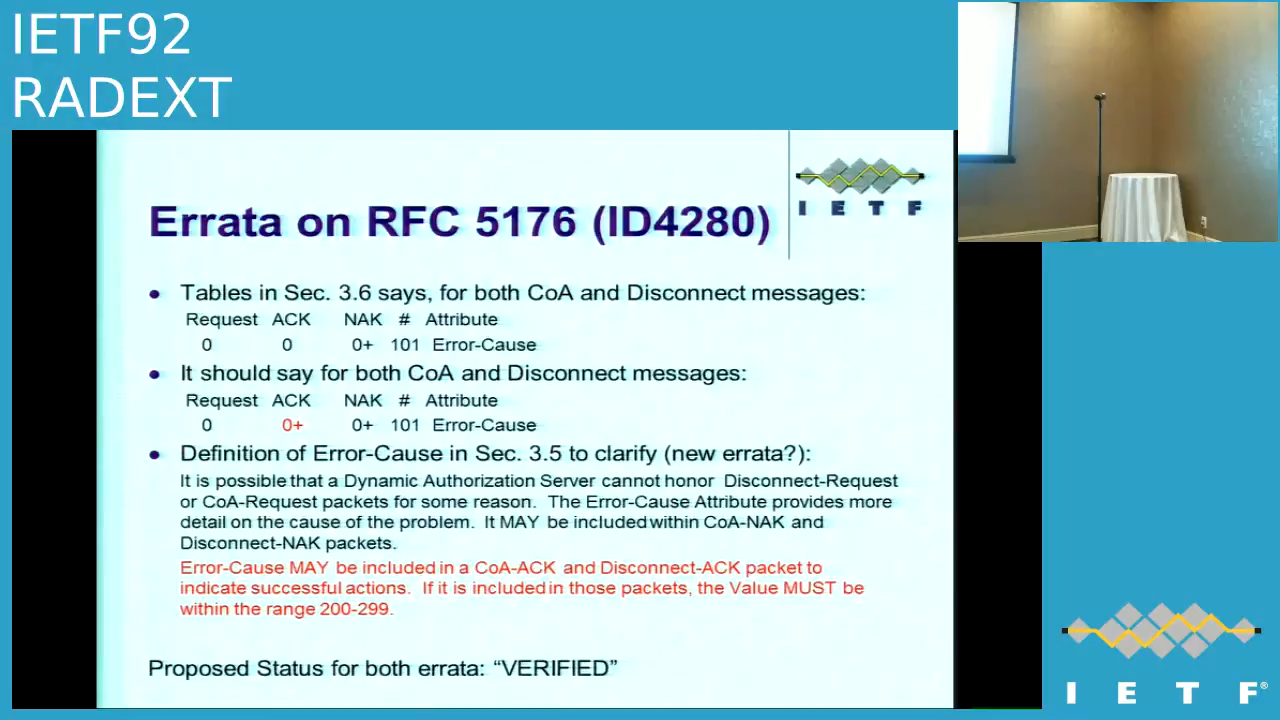 IETF92
RADEXT
I E T F
Errata on RFC 5176 (ID4280)
• Tables in Sec. 3.6 says, for both CoA and Disconnect messages:
Request ACK NAK # Attribute
0 0 0+ 101 Error-Cause
• It should say for both CoA and Disconnect messages:
Request ACK NAK # Attribute
0 0+ 0+ 101 Error-Cause
• Definition of Error-Cause in Sec. 3.5 to clarify (new errata?):
It is possible that a Dynamic Authorization Server cannot honor Disconnect-Request
or CoA-Request packets for some reason. The Error-Cause Attribute provides more
detail on the cause of the problem. It MAY be included within CoA-NAK and
Disconnect-NAK packets.
Error-Cause MAY be included in a CoA-ACK and Disconnect-ACK packet to
indicate successful actions. If it is included in those packets, the Value MUST be
within the range 200-299.
Proposed Status for both errata: “VERIFIED”
I E T F®